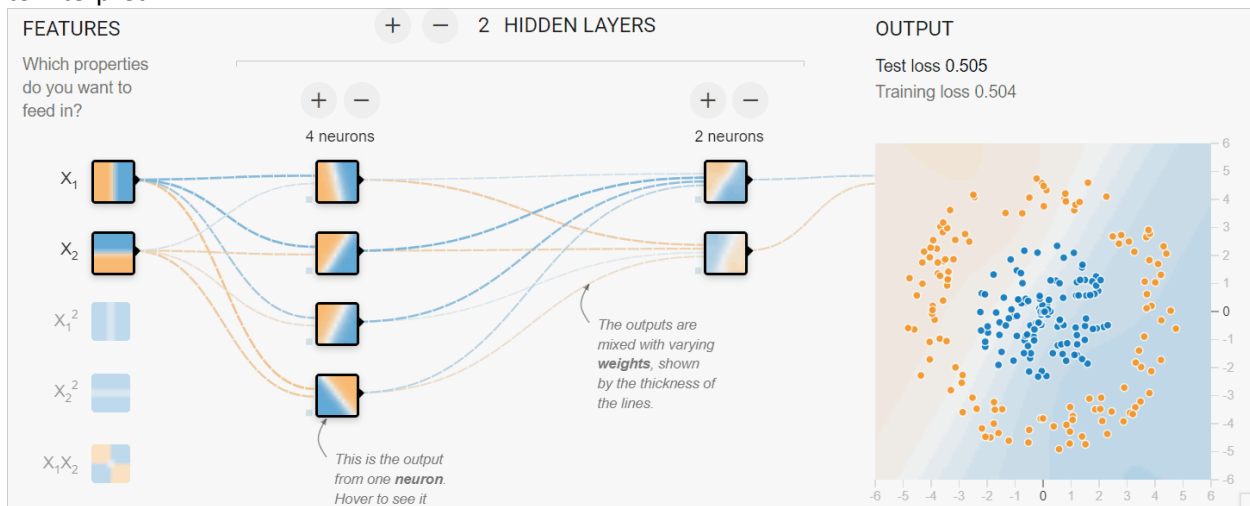 FEATURES
Which properties
do you want to
feed in?
+ − 2 HIDDEN LAYERS
+ −
4 neurons
+ −
2 neurons
OUTPUT
Test loss 0.505
Training loss 0.504
X1
X2
X1²
X2²
X1X2
The outputs are
mixed with varying
weights, shown
by the thickness of
the lines.
This is the output
from one neuron.
Hover to see it
6
5
4
3
2
1
0
-1
-2
-3
-4
-5
-6
-6 -5 -4 -3 -2 -1 0 1 2 3 4 5 6